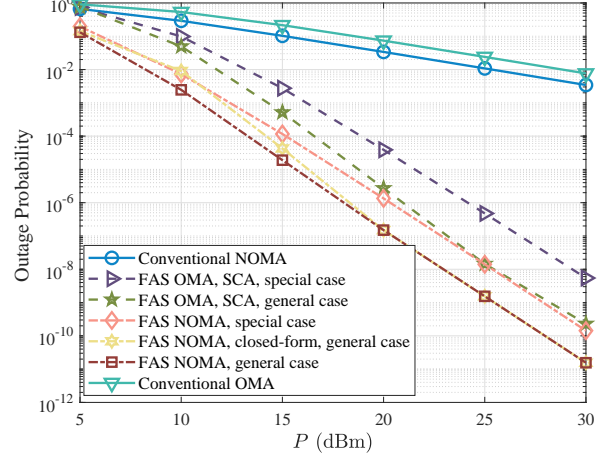 10^0
10^-2
10^-4
10^-6
10^-8
10^-10
10^-12
Outage Probability
Conventional NOMA
FAS OMA, SCA, special case
FAS OMA, SCA, general case
FAS NOMA, special case
FAS NOMA, closed-form, general case
FAS NOMA, general case
Conventional OMA
5 10 15 20 25 30
P (dBm)